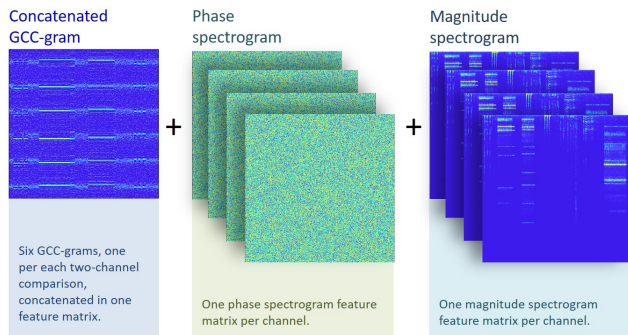 Concatenated
GCC-gram
Phase
spectrogram
Magnitude
spectrogram
+
+
Six GCC-grams, one
per each two-channel
comparison,
concatenated in one
feature matrix.
One phase spectrogram feature
matrix per channel.
One magnitude spectrogram
feature matrix per channel.